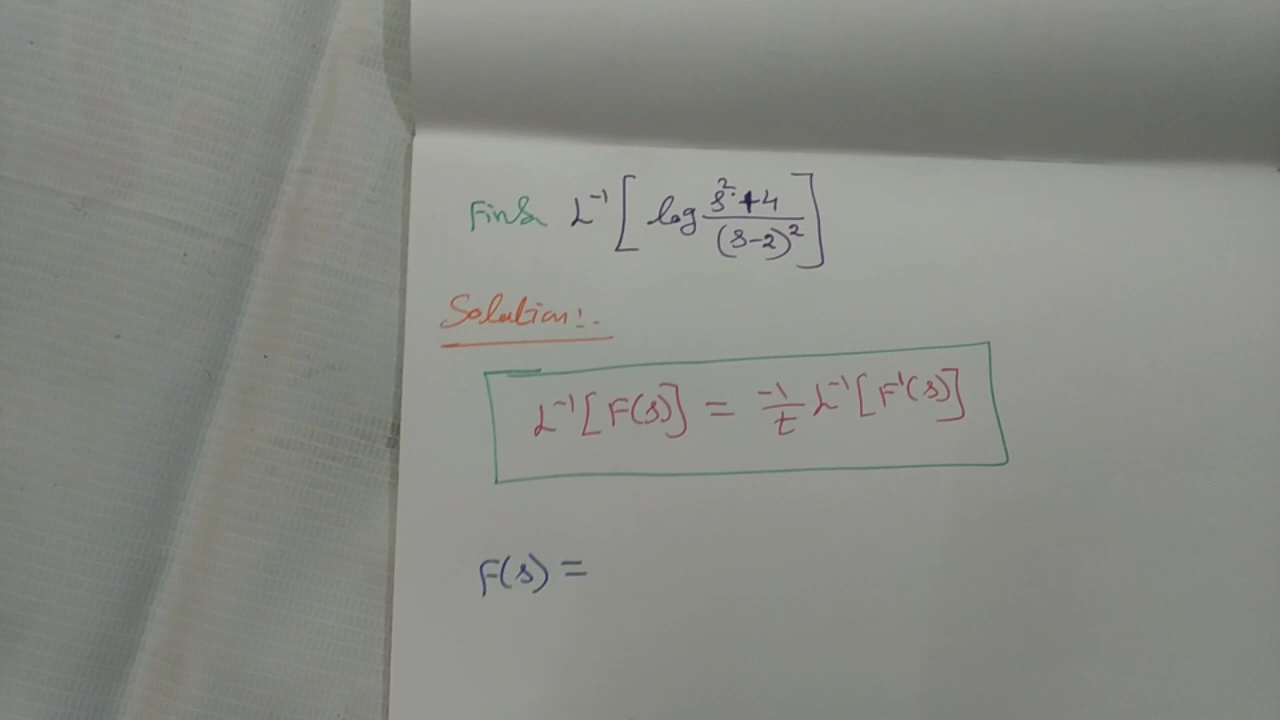 Find L⁻¹[log (s²+4)/(s-2)²]
Solution:-
L⁻¹[F(s)] = -1/t L⁻¹[F'(s)]
F(s) =